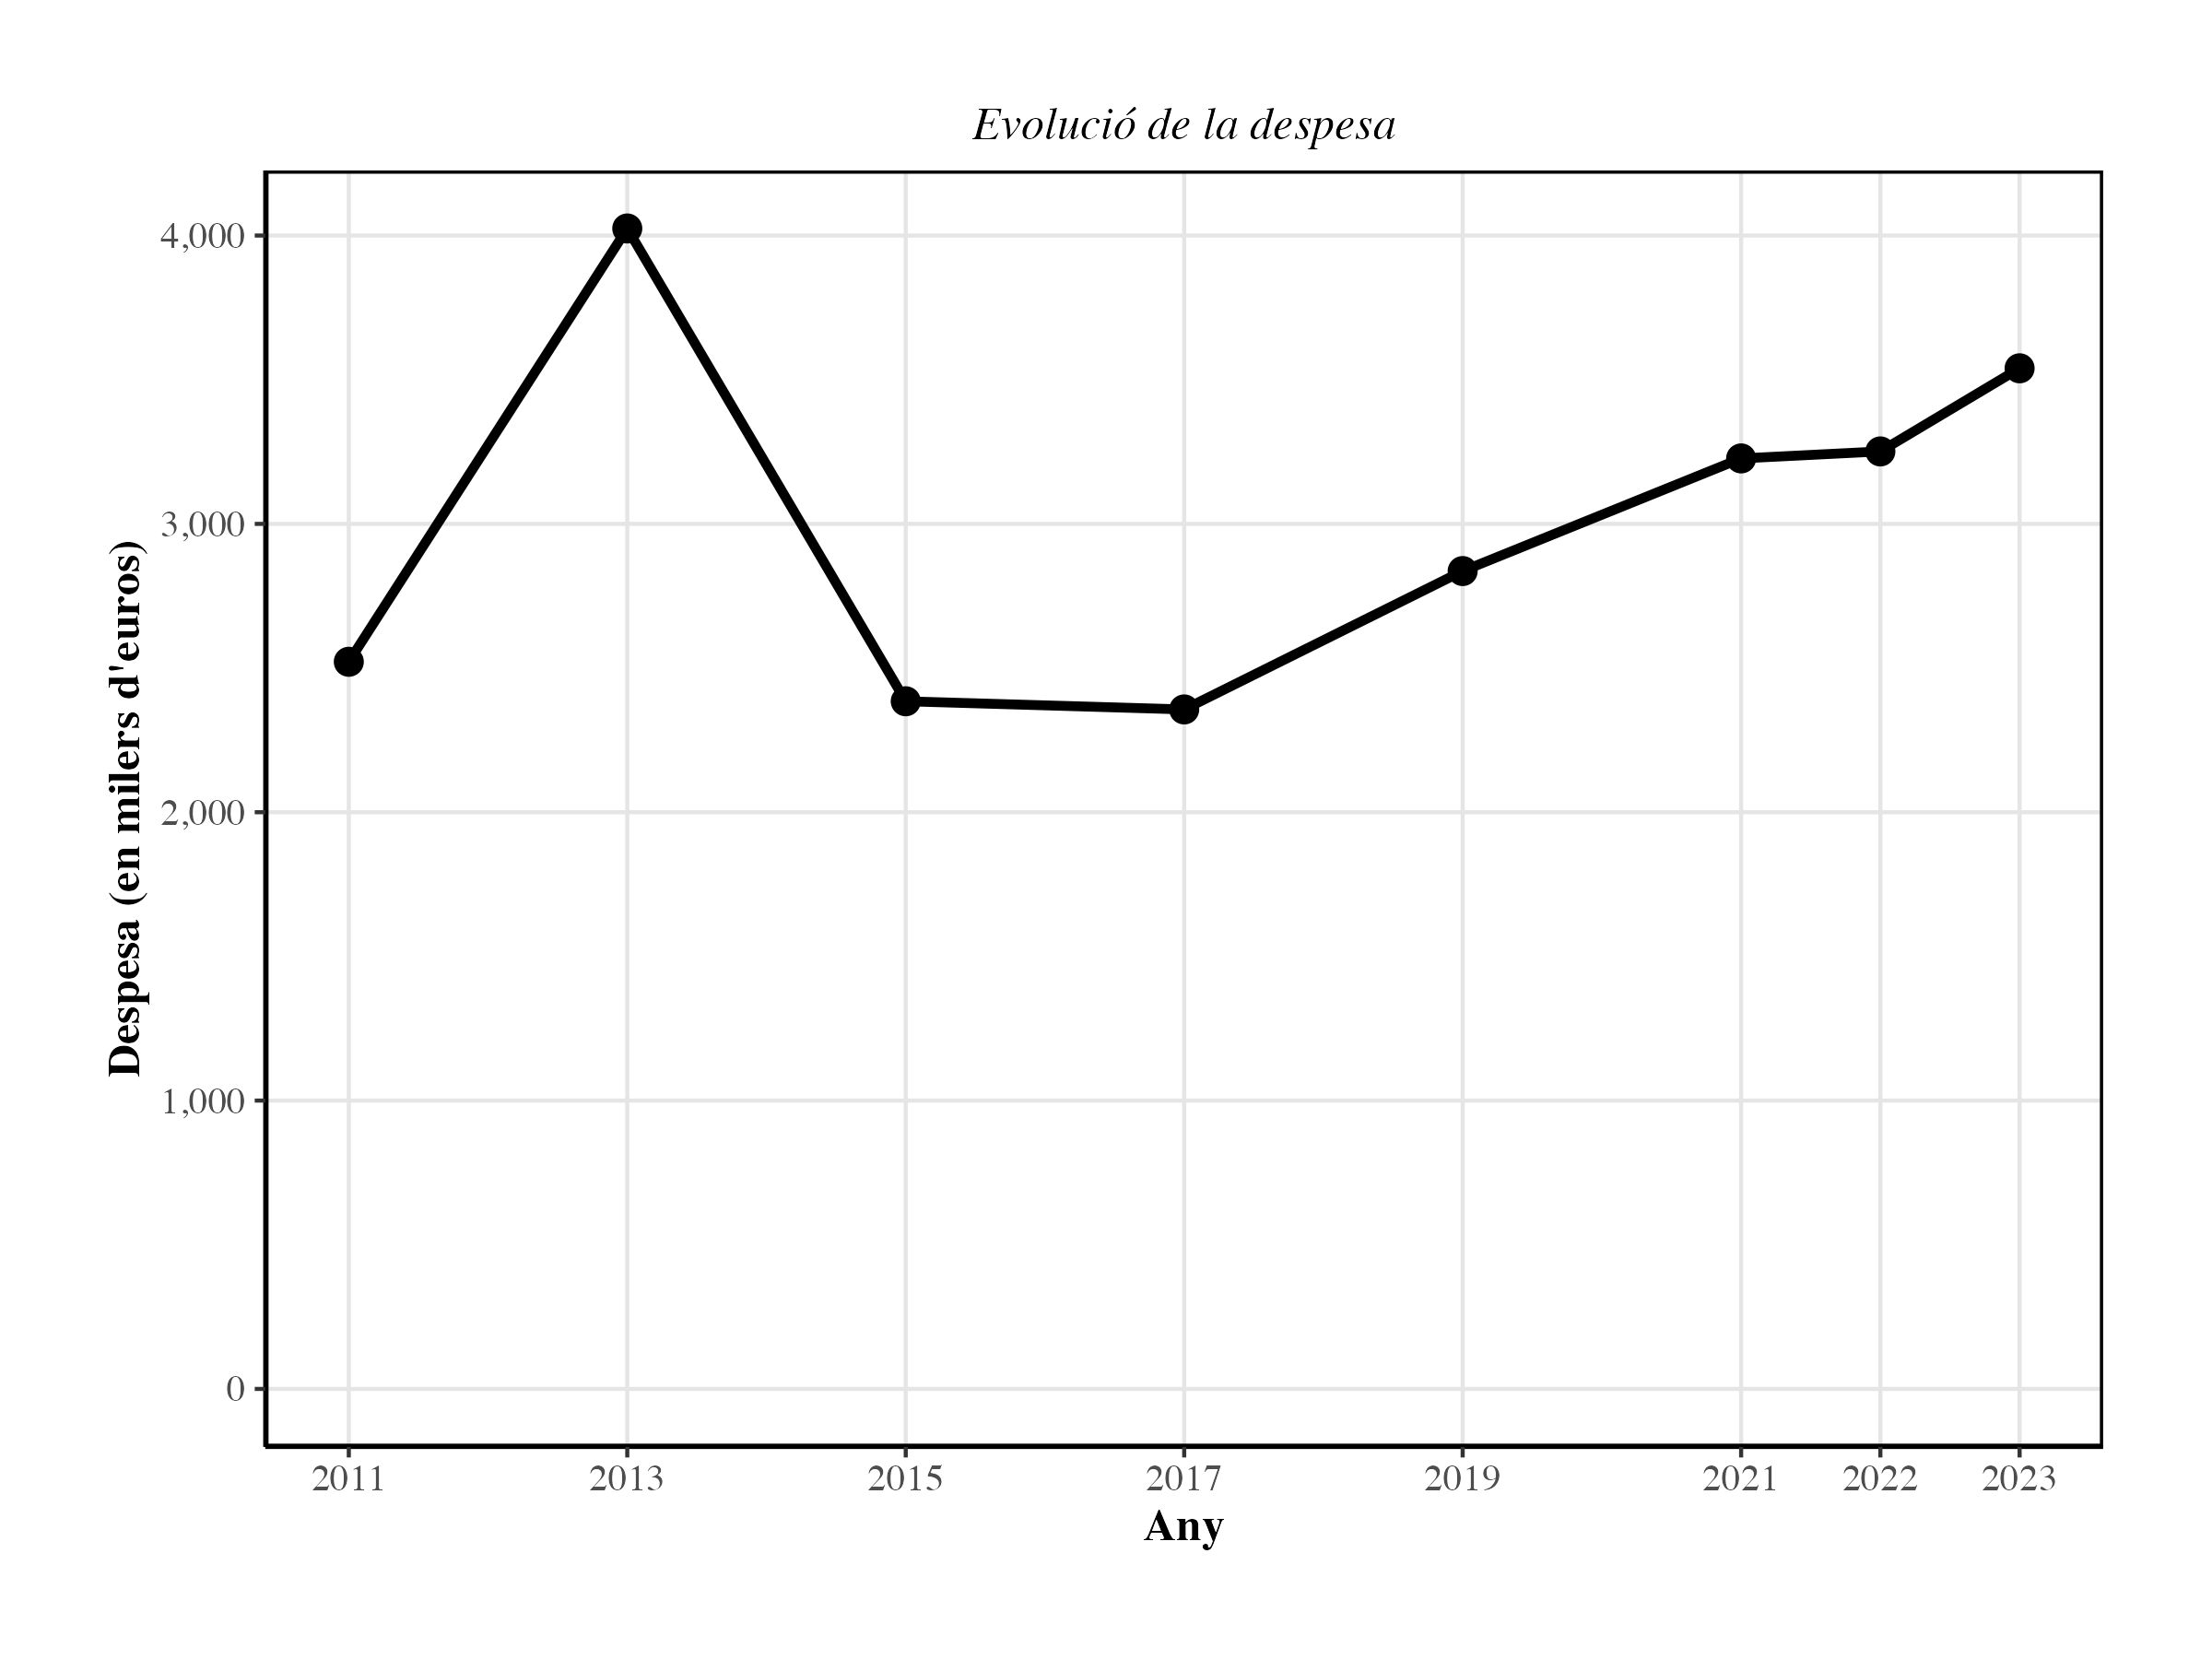 Evolució de la despesa
Despesa (en milers d'euros)
4,000
3,000
2,000
1,000
0
2011 2013 2015 2017 2019 2021 2022 2023
Any